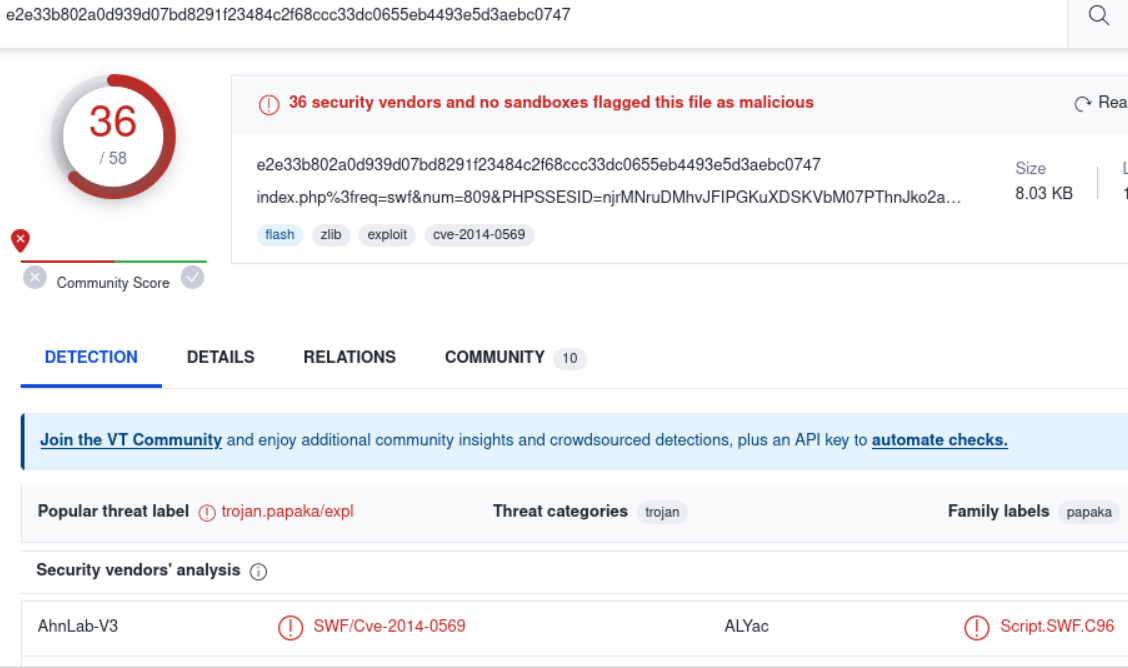 e2e33b802a0d939d07bd8291f23484c2f68ccc33dc0655eb4493e5d3aebc0747
36
/ 58
Community Score
36 security vendors and no sandboxes flagged this file as malicious
Rea
e2e33b802a0d939d07bd8291f23484c2f68ccc33dc0655eb4493e5d3aebc0747
index.php%3freq=swf&num=809&PHPSSESID=njrMNruDMhvJFIPGKuXDSKVbM07PThnJko2a…
flash zlib exploit cve-2014-0569
Size
8.03 KB
L
1
DETECTION DETAILS RELATIONS COMMUNITY 10
Join the VT Community and enjoy additional community insights and crowdsourced detections, plus an API key to automate checks.
Popular threat label trojan.papaka/expl Threat categories trojan Family labels papaka
Security vendors' analysis
AhnLab-V3 SWF/Cve-2014-0569 ALYac Script.SWF.C96